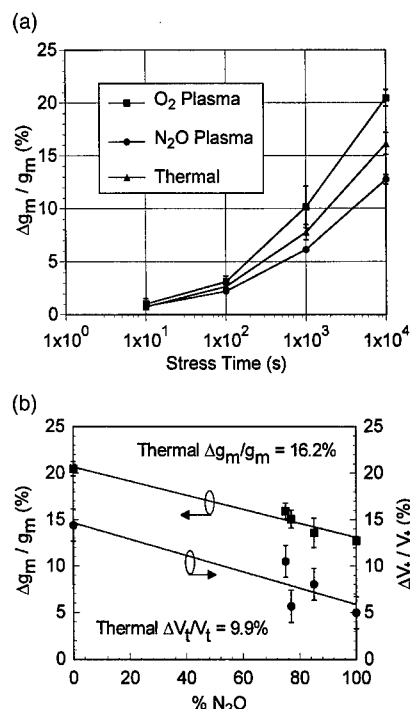 (a)
25
20
15
10
5
0
Δgm / gm (%)
O2 Plasma
N2O Plasma
Thermal
1x10^0 1x10^1 1x10^2 1x10^3 1x10^4
Stress Time (s)
(b)
25
20
15
10
5
0
Δgm / gm (%)
Thermal Δgm/gm = 16.2%
Thermal ΔVt/Vt = 9.9%
25
20
15
10
5
0
ΔVt / Vt (%)
0 20 40 60 80 100
% N2O